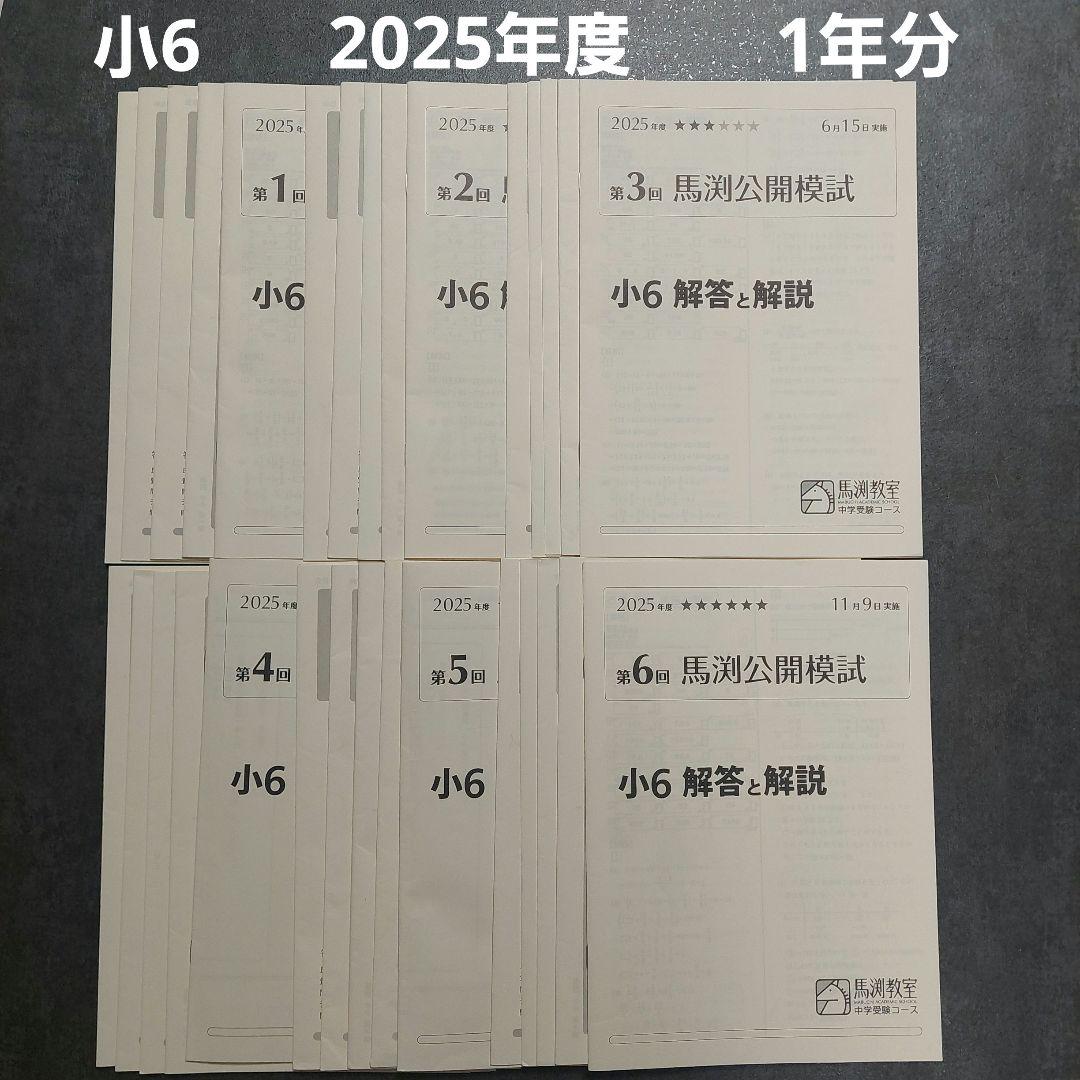 小6 2025年度 1年分
2025年
第1回
小6
2025年度 ★
第2回
小6
2025年度 ★★★☆☆☆ 6月15日実施
第3回 馬渕公開模試
小6 解答と解説
馬渕教室
MABUCHI ACADEMIC SCHOOL
中学受験コース
2025年度
第4回
小6
2025年度
第5回
小6
2025年度 ★★★★★★ 11月9日実施
第6回 馬渕公開模試
小6 解答と解説
馬渕教室
MABUCHI ACADEMIC SCHOOL
中学受験コース